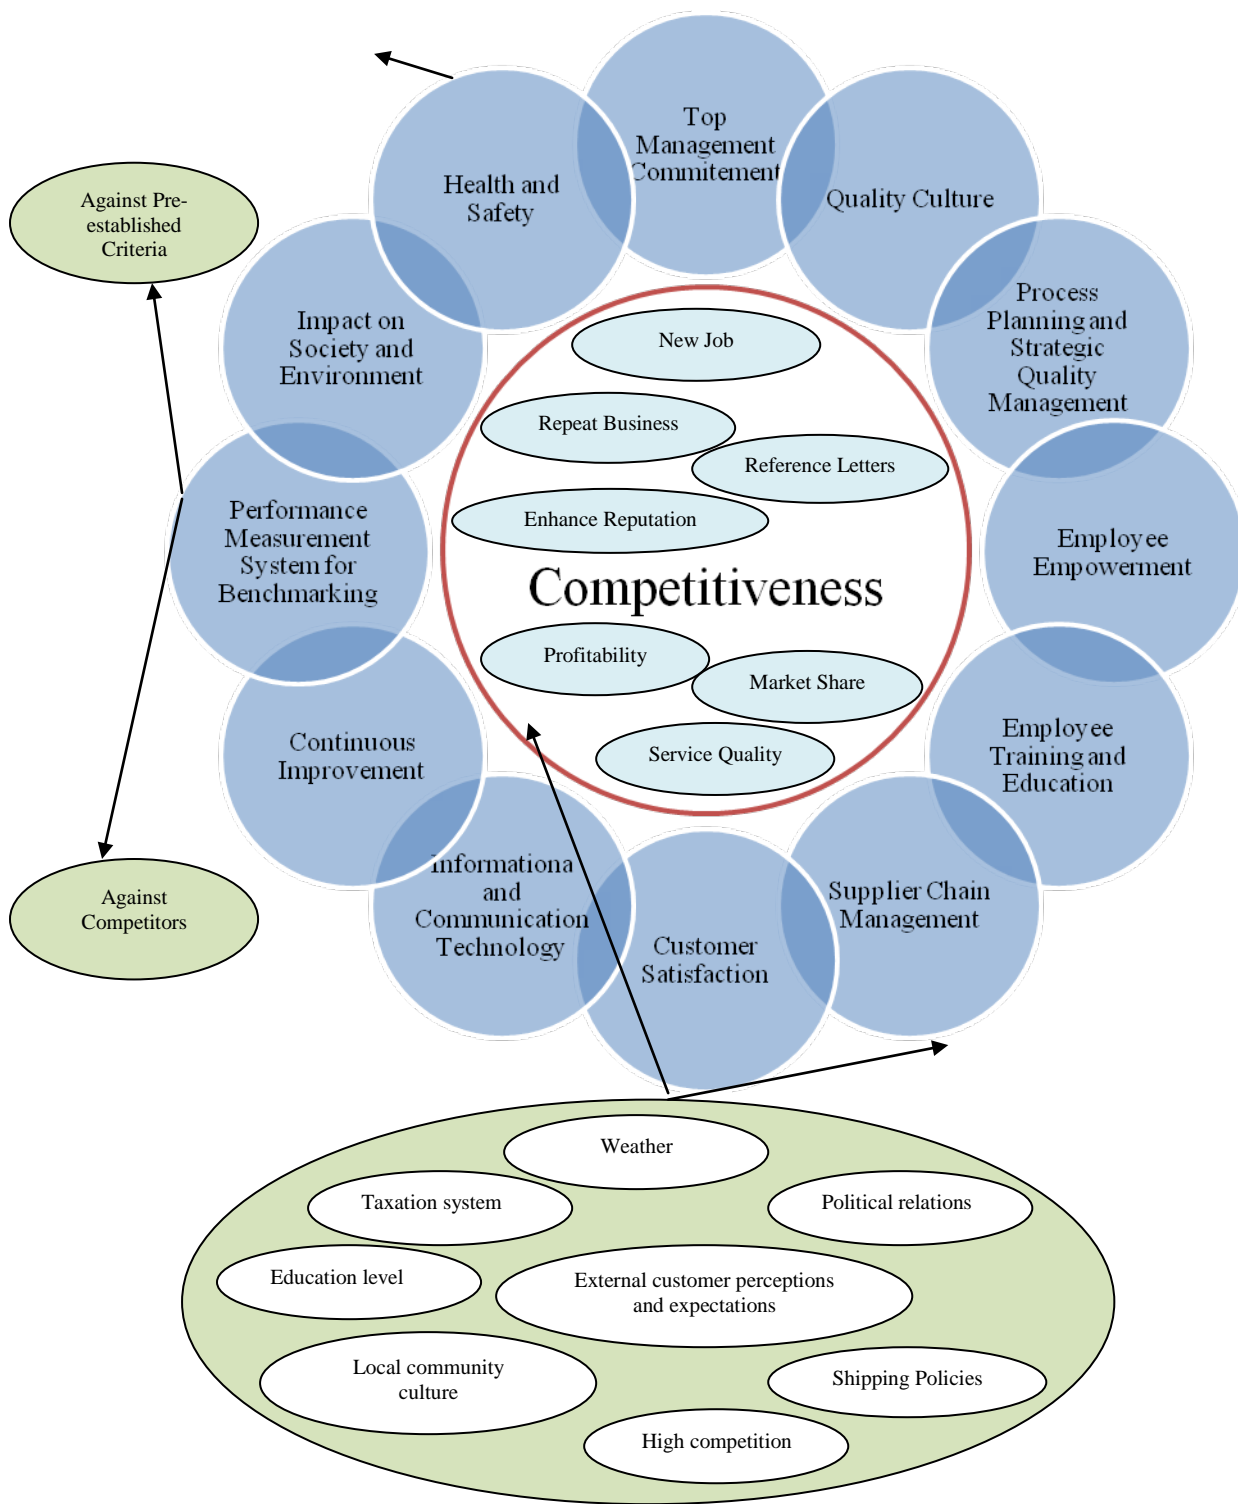 Top
Management
Commitement
Quality Culture
Process
Planning and
Strategic
Quality
Management
Employee
Empowerment
Employee
Training and
Education
Supplier Chain
Management
Customer
Satisfaction
Informationa
and
Communication
Technology
Continuous
Improvement
Performance
Measurement
System for
Benchmarking
Impact on
Society and
Environment
Health and
Safety
Against Pre-
established
Criteria
Against
Competitors
New Job
Repeat Business
Reference Letters
Enhance Reputation
Competitiveness
Profitability
Market Share
Service Quality
Weather
Taxation system
Political relations
Education level
External customer perceptions
and expectations
Local community
culture
Shipping Policies
High competition